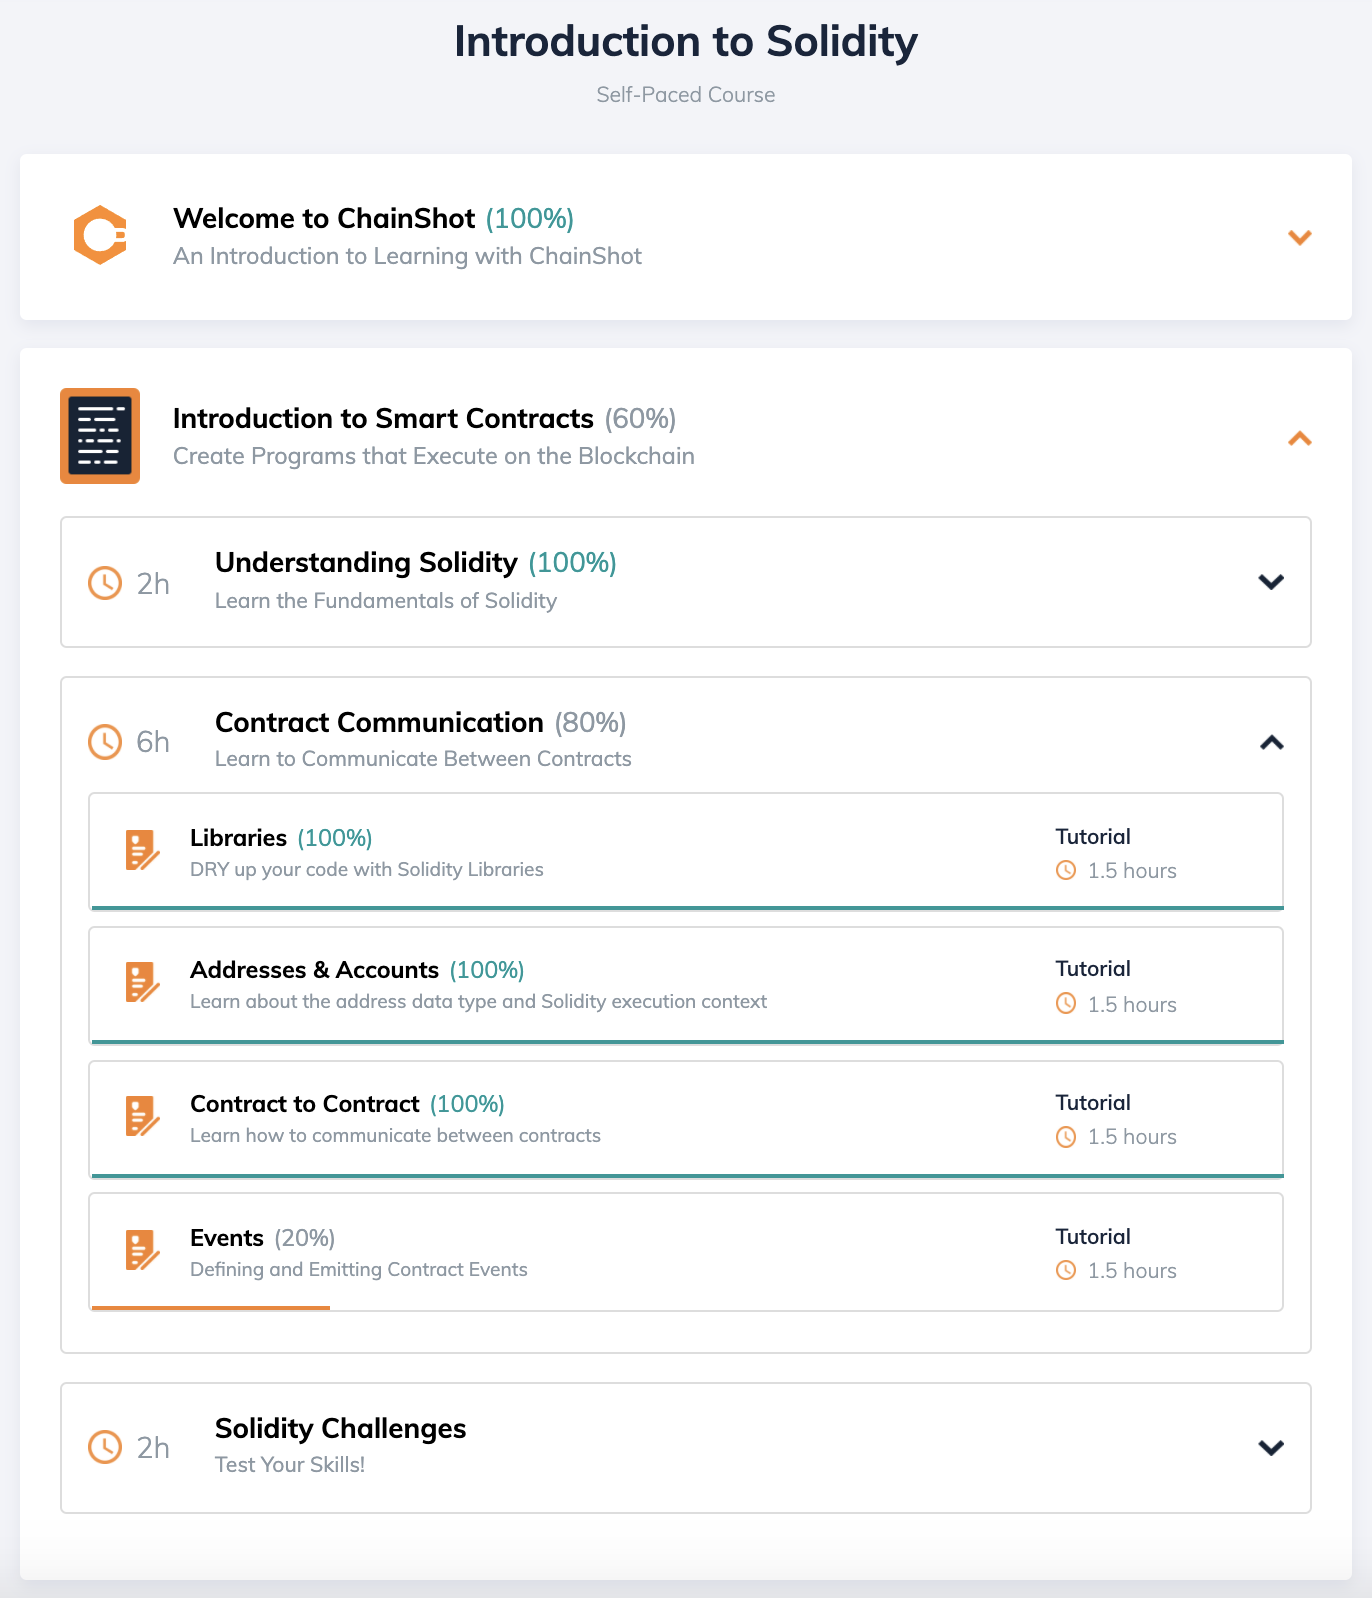 Introduction to Solidity
Self-Paced Course
Welcome to ChainShot (100%)
An Introduction to Learning with ChainShot
Introduction to Smart Contracts (60%)
Create Programs that Execute on the Blockchain
2h
Understanding Solidity (100%)
Learn the Fundamentals of Solidity
6h
Contract Communication (80%)
Learn to Communicate Between Contracts
Libraries (100%)
DRY up your code with Solidity Libraries
Tutorial
1.5 hours
Addresses & Accounts (100%)
Learn about the address data type and Solidity execution context
Tutorial
1.5 hours
Contract to Contract (100%)
Learn how to communicate between contracts
Tutorial
1.5 hours
Events (20%)
Defining and Emitting Contract Events
Tutorial
1.5 hours
2h
Solidity Challenges
Test Your Skills!